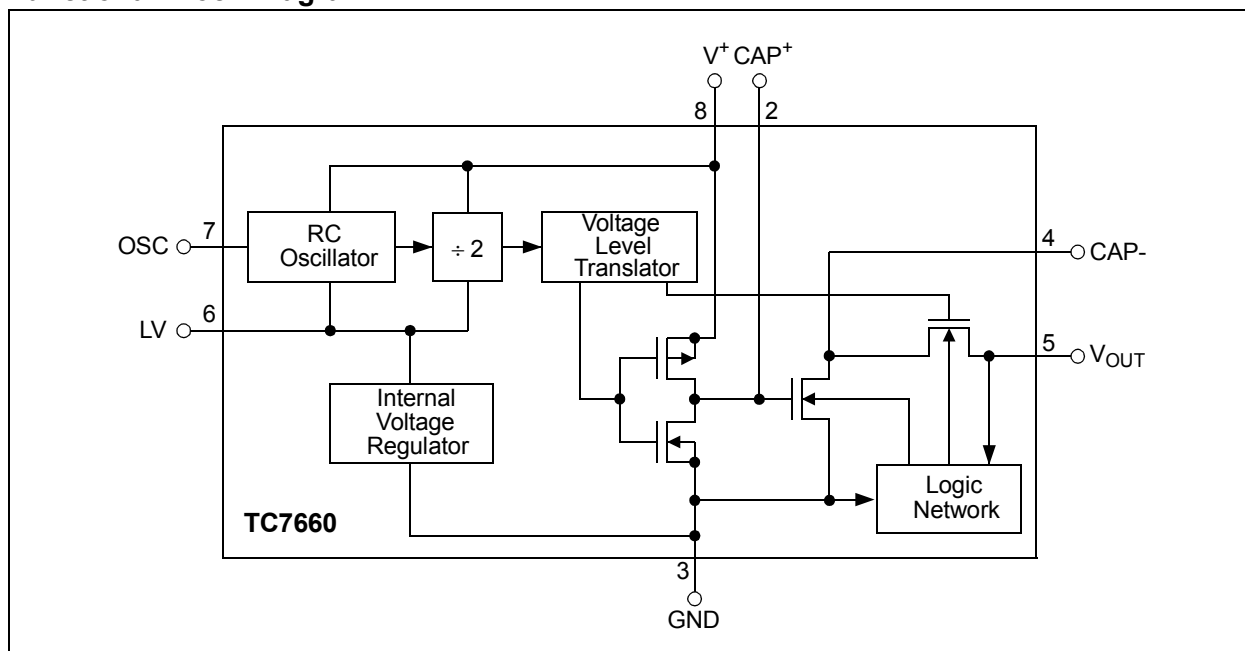 V+ CAP+
8 2
RC
Oscillator
÷ 2
Voltage
Level
Translator
OSC 7
4 CAP-
LV 6
5 VOUT
Internal
Voltage
Regulator
Logic
Network
TC7660
3
GND